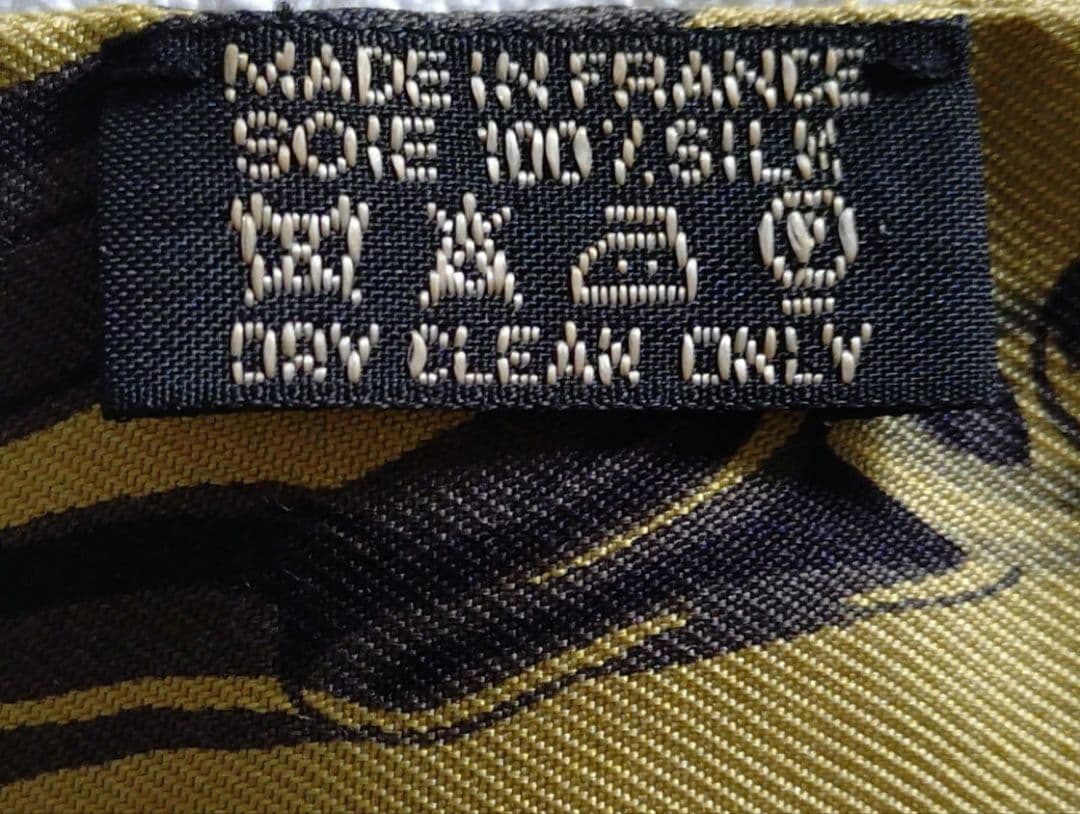 MADE IN FRANCE
SOIE 100% SILK
P
DRY CLEAN ONLY